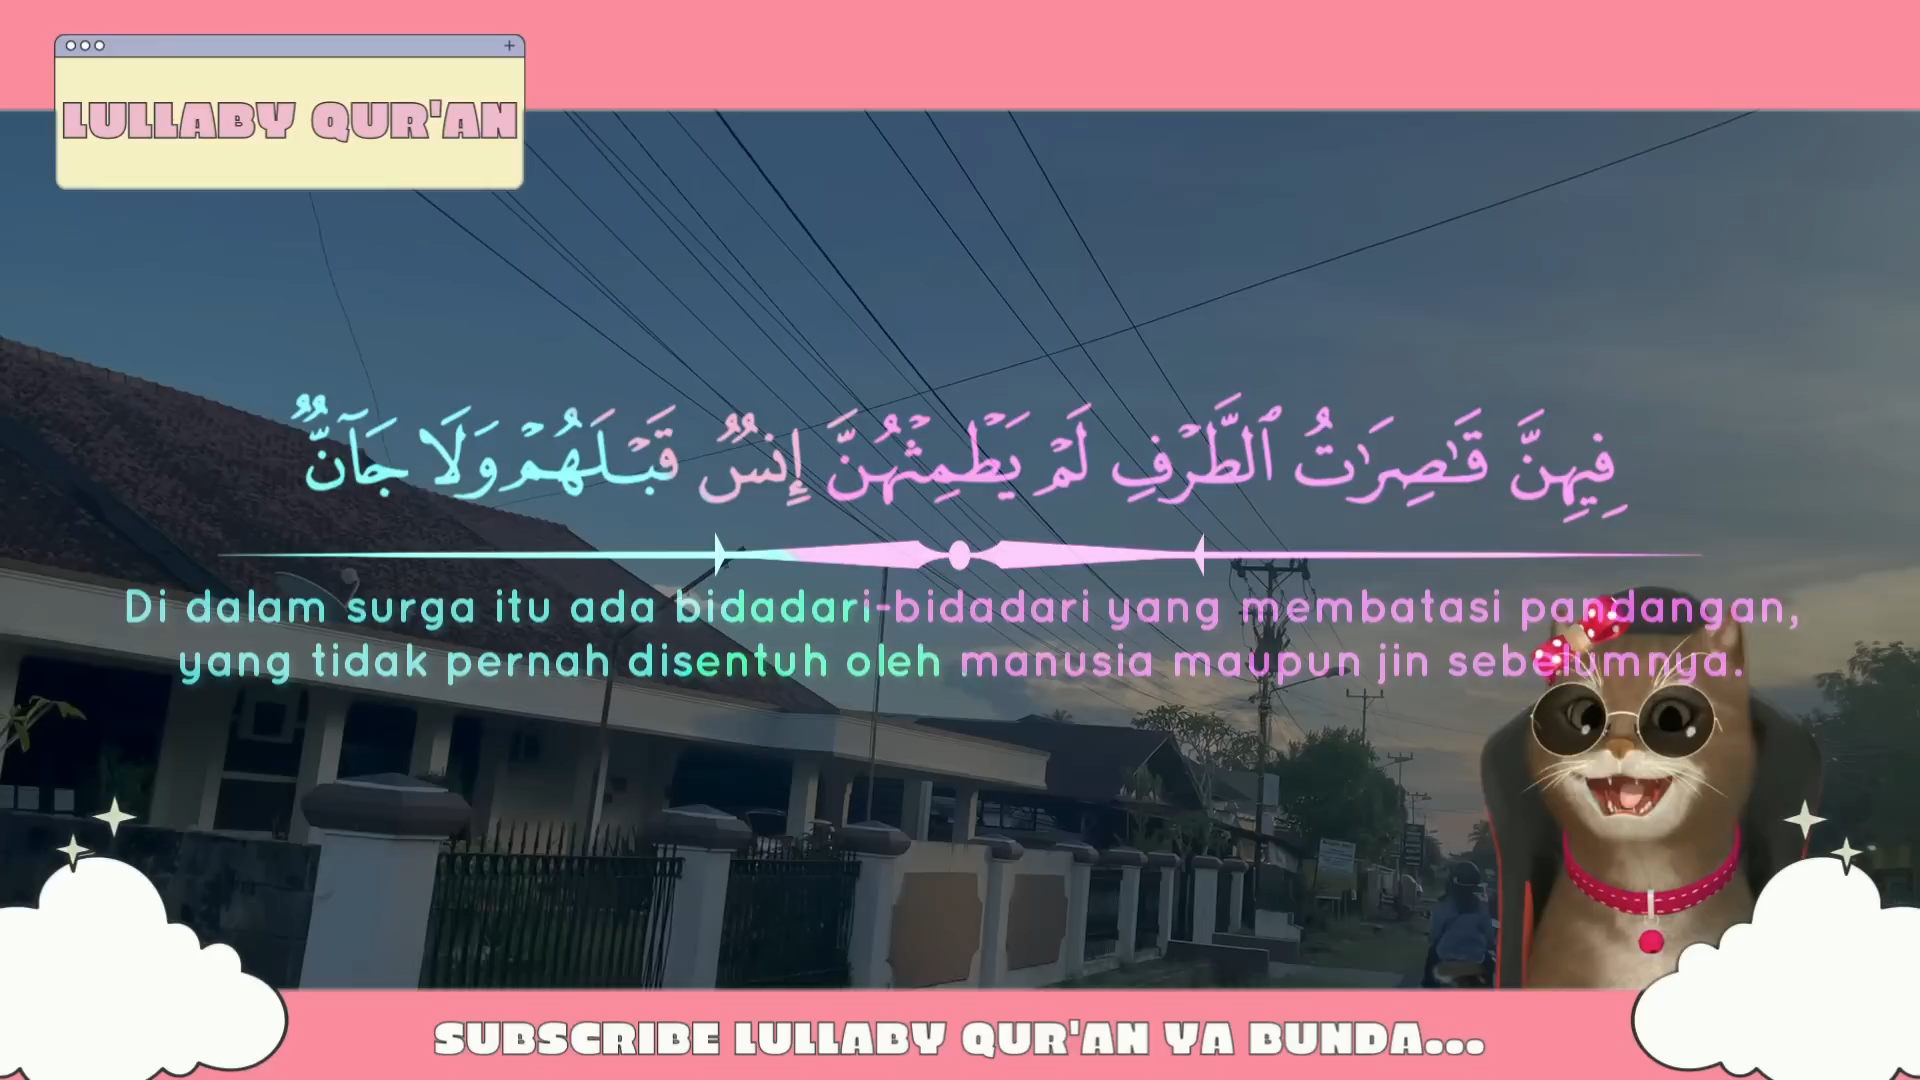 LULLABY QUR'AN
فِيهِنَّ قَـٰصِرَٰتُ ٱلطَّرْفِ لَمْ يَطْمِثْهُنَّ إِنسٌ قَبْلَهُمْ وَلَا جَآنٌّ
Di dalam surga itu ada bidadari-bidadari yang membatasi pandangan,
yang tidak pernah disentuh oleh manusia maupun jin sebelumnya.
SUBSCRIBE LULLABY QUR'AN YA BUNDA...